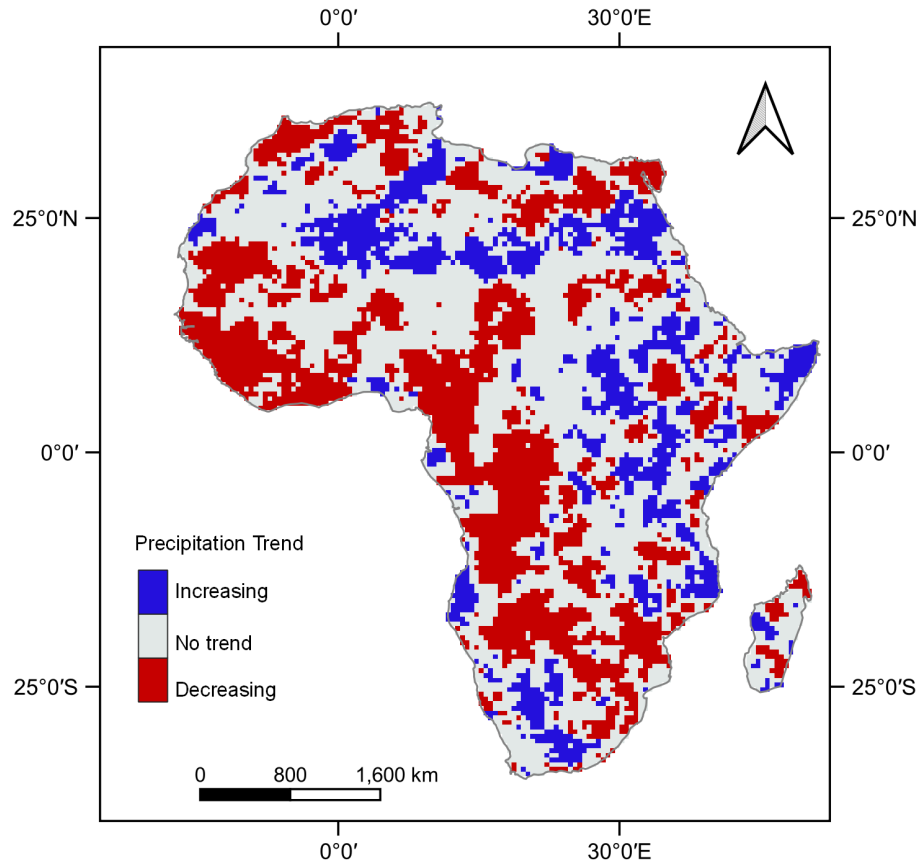 0°0′ 30°0′E
25°0′N 25°0′N
0°0′ 0°0′
Precipitation Trend
Increasing
No trend
Decreasing
25°0′S 25°0′S
0 800 1,600 km
0°0′ 30°0′E